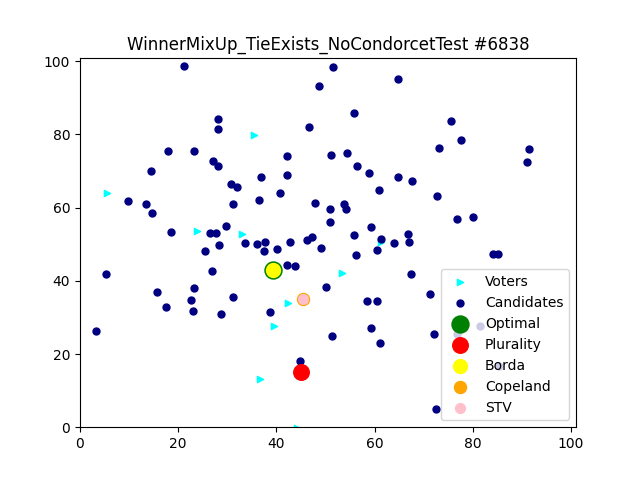 WinnerMixUp_TieExists_NoCondorcetTest #6838
100
80
60
40
20
0
0 20 40 60 80 100
Voters
Candidates
Optimal
Plurality
Borda
Copeland
STV